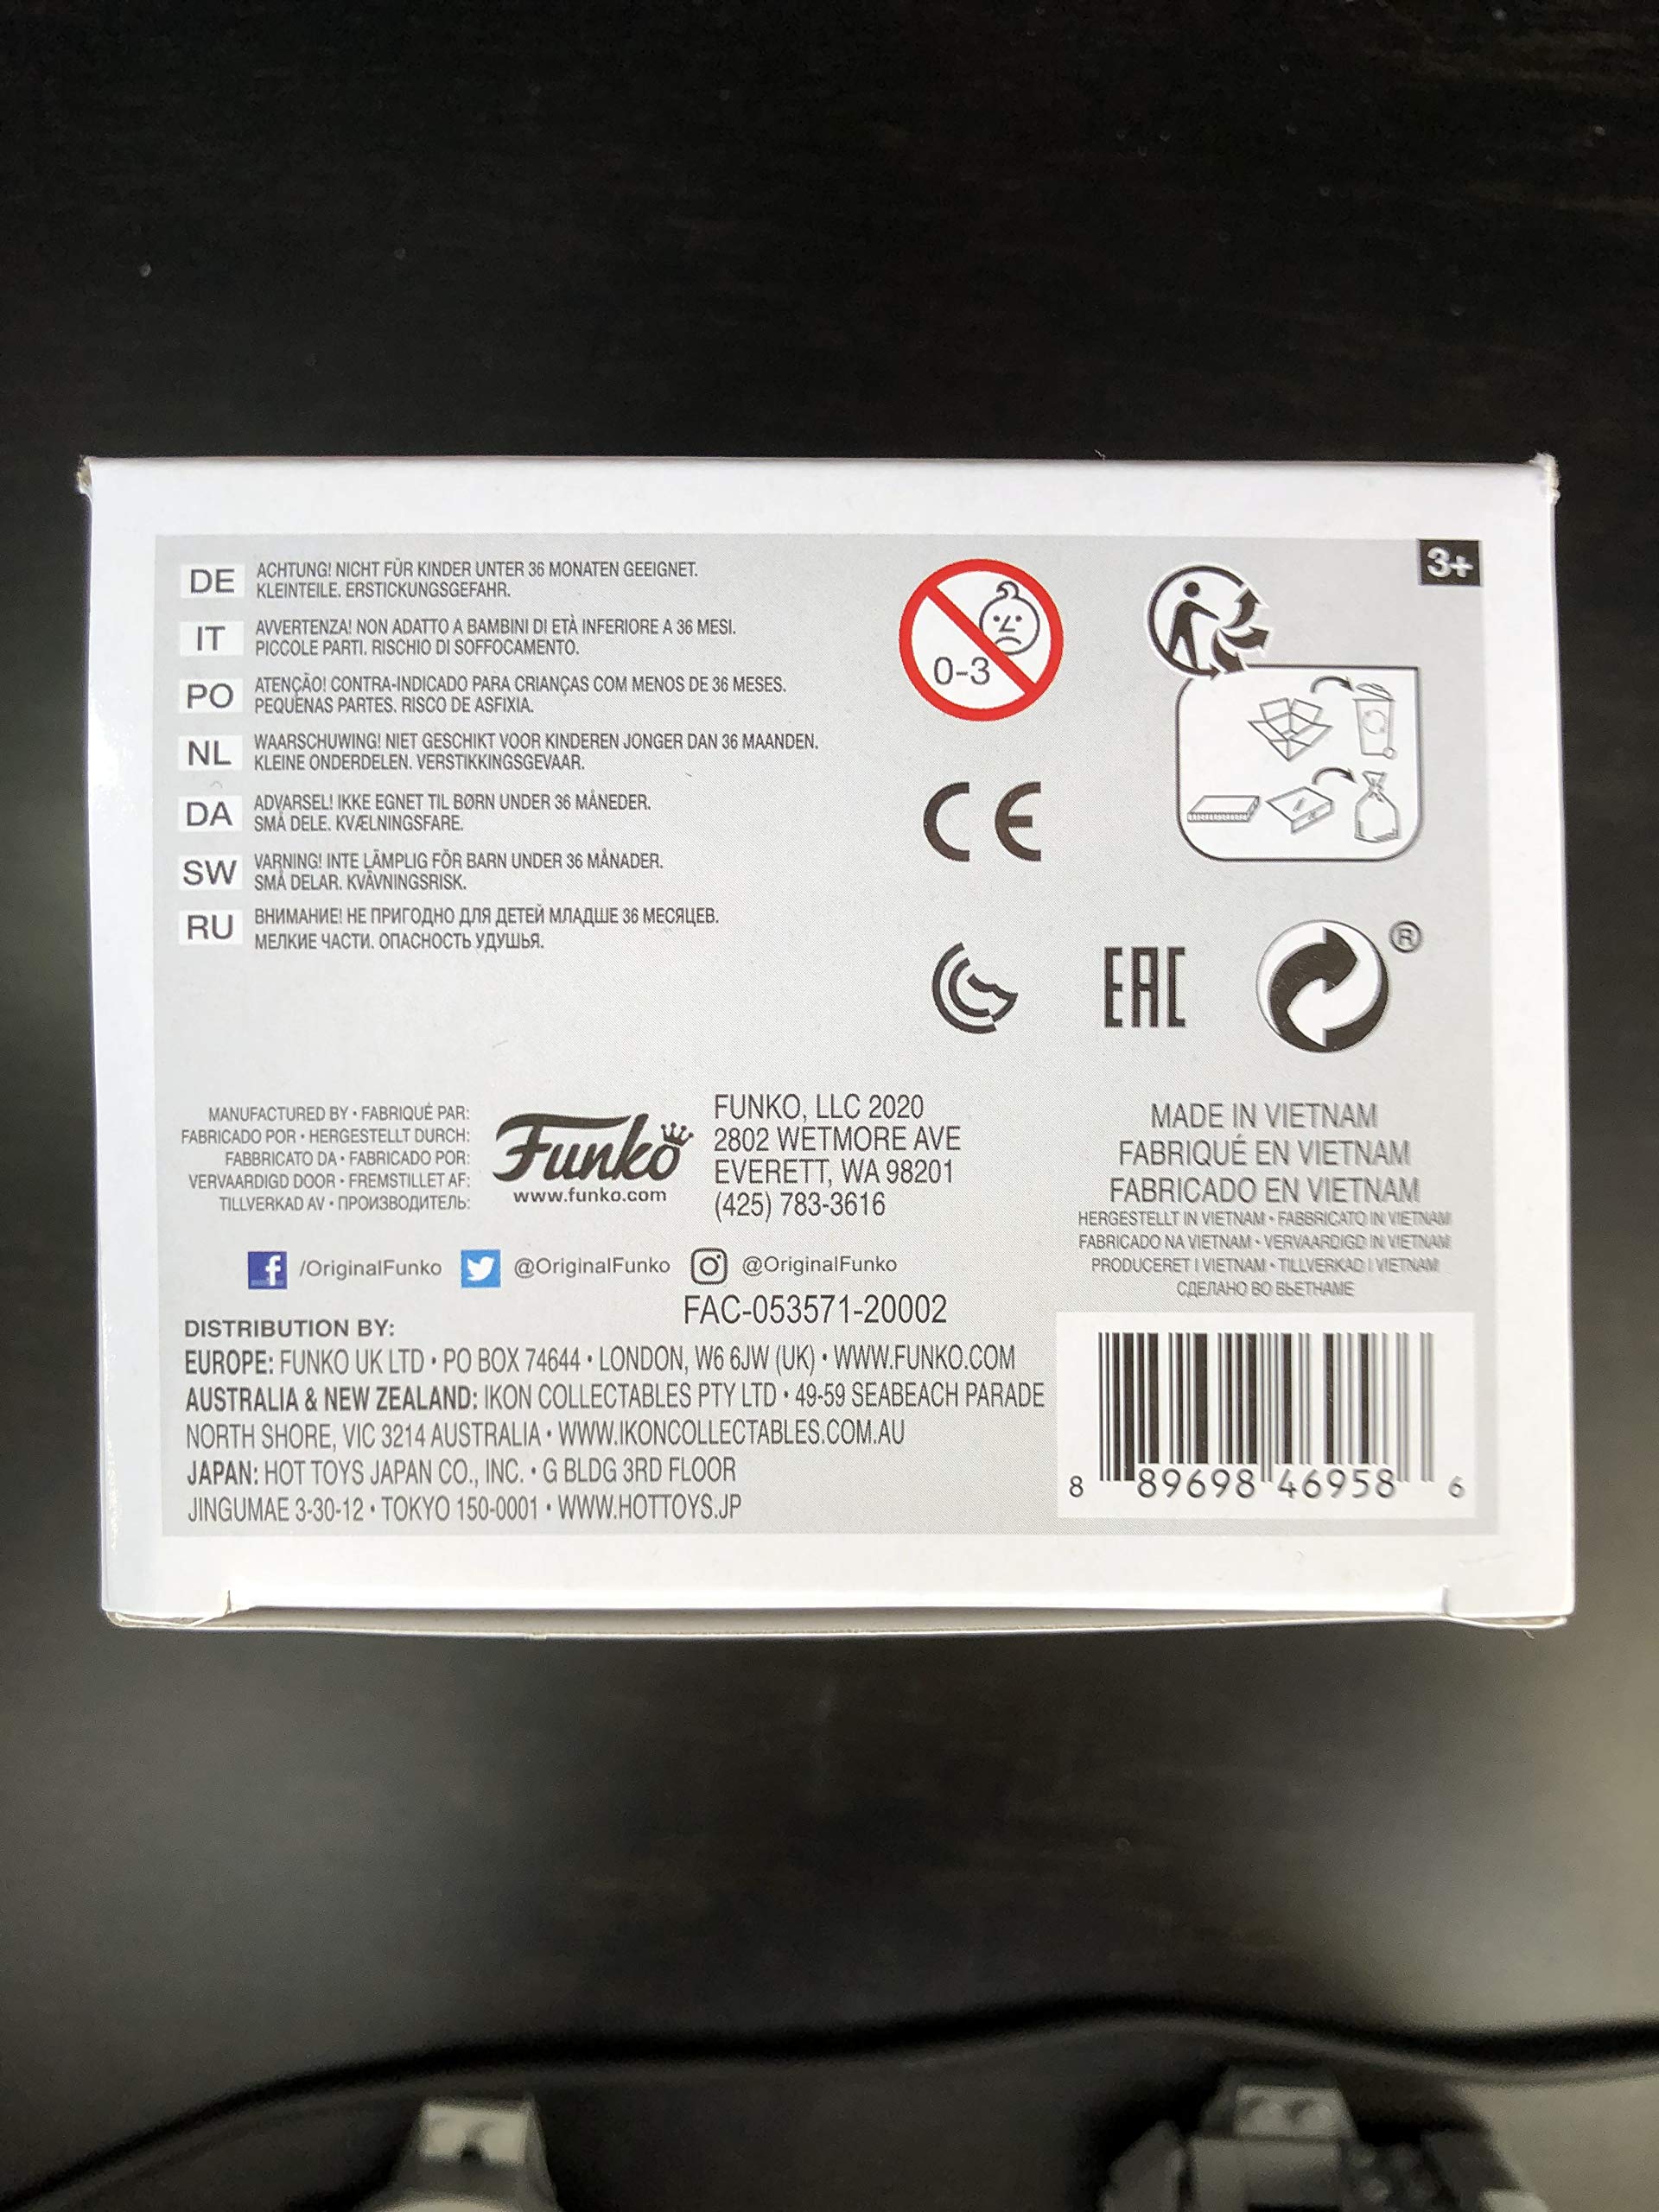 DE ACHTUNG! NICHT FÜR KINDER UNTER 36 MONATEN GEEIGNET.
KLEINTEILE. ERSTICKUNGSGEFAHR.
IT AVVERTENZA! NON ADATTO A BAMBINI DI ETÀ INFERIORE A 36 MESI.
PICCOLE PARTI. RISCHIO DI SOFFOCAMENTO.
PO ATENÇÃO! CONTRA-INDICADO PARA CRIANÇAS COM MENOS DE 36 MESES.
PEQUENAS PARTES. RISCO DE ASFIXIA.
NL WAARSCHUWING! NIET GESCHIKT VOOR KINDEREN JONGER DAN 36 MAANDEN.
KLEINE ONDERDELEN. VERSTIKKINGSGEVAAR.
DA ADVARSEL! IKKE EGNET TIL BØRN UNDER 36 MÅNEDER.
SMÅ DELE. KVÆLNINGSFARE.
SW VARNING! INTE LÄMPLIG FÖR BARN UNDER 36 MÅNADER.
SMÅ DELAR. KVÄVNINGSRISK.
RU ВНИМАНИЕ! НЕ ПРИГОДНО ДЛЯ ДЕТЕЙ МЛАДШЕ 36 МЕСЯЦЕВ.
МЕЛКИЕ ЧАСТИ. ОПАСНОСТЬ УДУШЬЯ.
0-3
3+
CE
EAC
®
MANUFACTURED BY • FABRIQUÉ PAR:
FABRICADO POR • HERGESTELLT DURCH:
FABBRICATO DA • FABRICADO POR:
VERVAARDIGD DOOR • FREMSTILLET AF:
TILLVERKAD AV • ПРОИЗВОДИТЕЛЬ:
Funko
www.funko.com
FUNKO, LLC 2020
2802 WETMORE AVE
EVERETT, WA 98201
(425) 783-3616
MADE IN VIETNAM
FABRIQUÉ EN VIETNAM
FABRICADO EN VIETNAM
HERGESTELLT IN VIETNAM • FABBRICATO IN VIETNAM
FABRICADO NA VIETNAM • VERVAARDIGD IN VIETNAM
PRODUCERET I VIETNAM • TILLVERKAD I VIETNAM
СДЕЛАНО ВО ВЬЕТНАМЕ
f /OriginalFunko @OriginalFunko @OriginalFunko
FAC-053571-20002
DISTRIBUTION BY:
EUROPE: FUNKO UK LTD • PO BOX 74644 • LONDON, W6 6JW (UK) • WWW.FUNKO.COM
AUSTRALIA & NEW ZEALAND: IKON COLLECTABLES PTY LTD • 49-59 SEABEACH PARADE
NORTH SHORE, VIC 3214 AUSTRALIA • WWW.IKONCOLLECTABLES.COM.AU
JAPAN: HOT TOYS JAPAN CO., INC. • G BLDG 3RD FLOOR
JINGUMAE 3-30-12 • TOKYO 150-0001 • WWW.HOTTOYS.JP
8 89698 46958 6